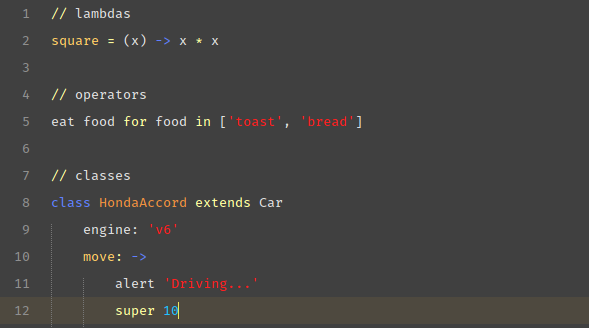 1 // lambdas
2 square = (x) -> x * x
3
4 // operators
5 eat food for food in ['toast', 'bread']
6
7 // classes
8 class HondaAccord extends Car
9     engine: 'v6'
10     move: ->
11         alert 'Driving...'
12         super 10